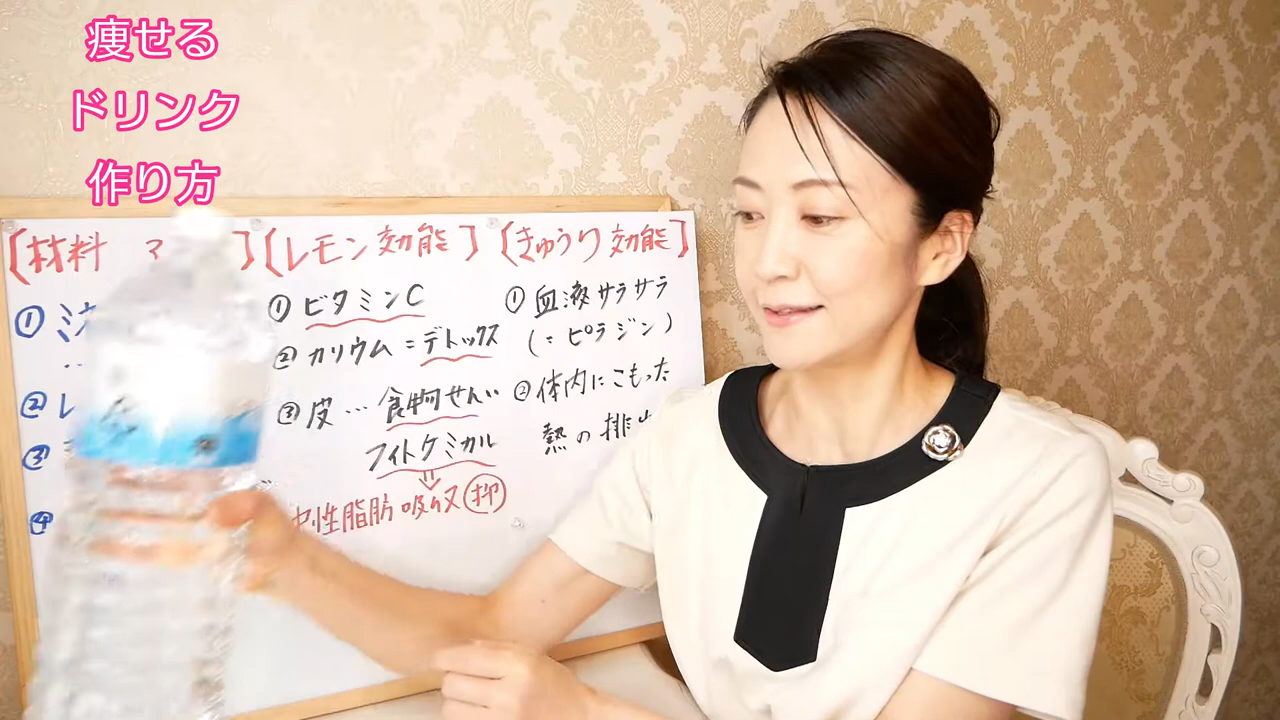 痩せる
ドリンク
作り方
【材料
【レモン効能】
① ビタミンC
② カリウム=デトックス
③ 皮…食物せんい
フィトケミカル
中性脂肪吸収抑
【きゅうり効能】
① 血液サラサラ
(=ピラジン)
② 体内にこもった
熱の排出
①
②レ
③
④